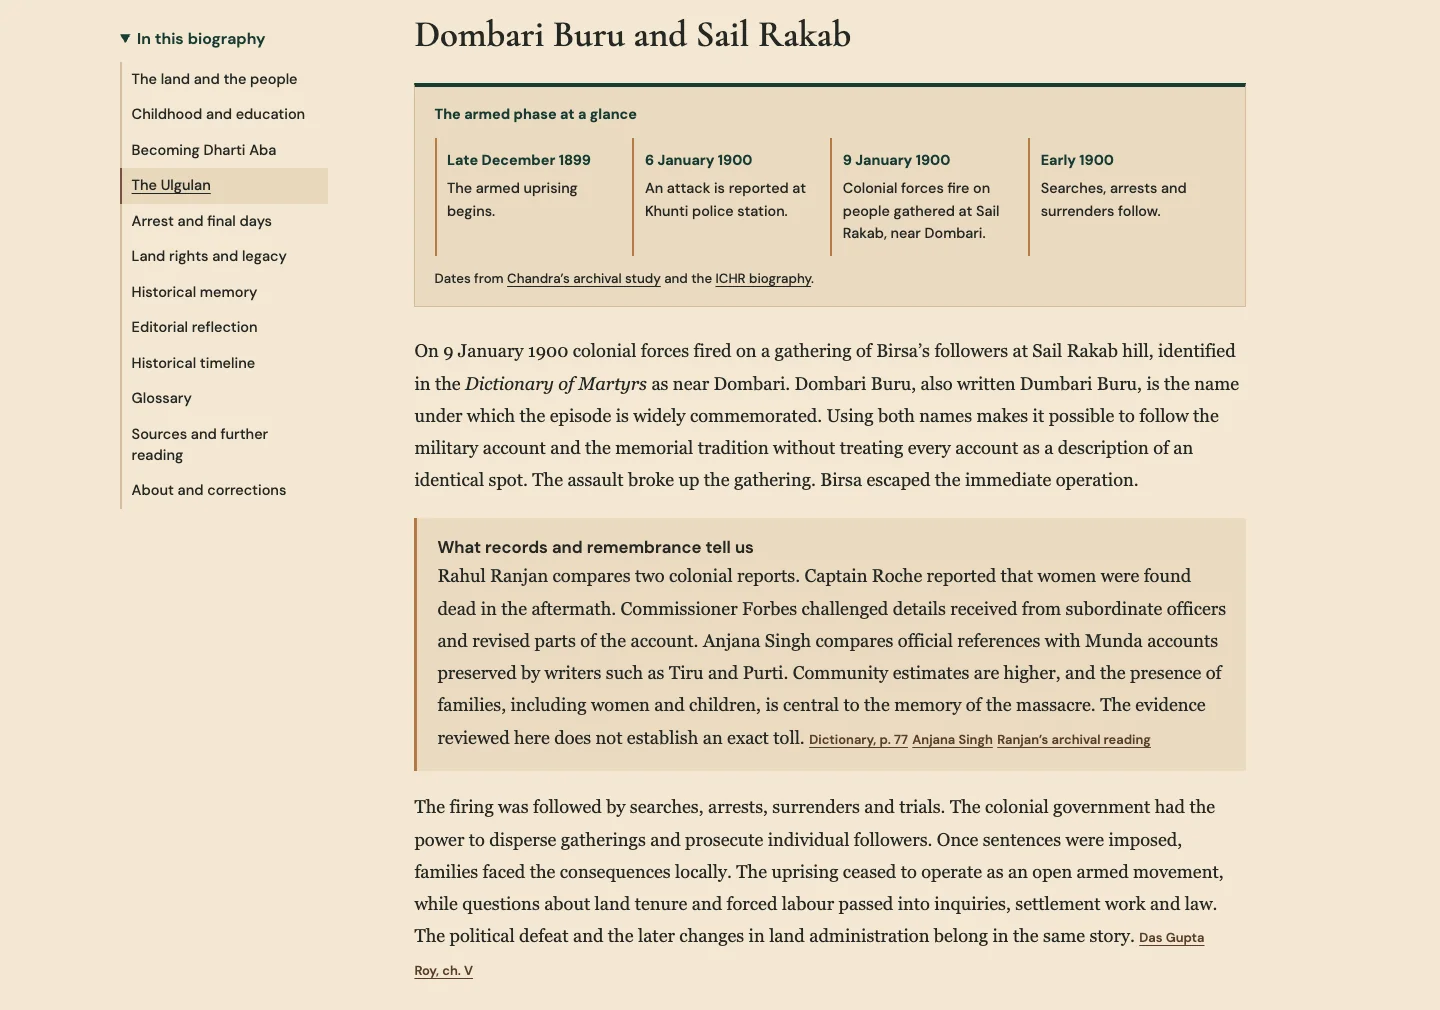 In this biography
The land and the people
Childhood and education
Becoming Dharti Aba
The Ulgulan
Arrest and final days
Land rights and legacy
Historical memory
Editorial reflection
Historical timeline
Glossary
Sources and further
reading
About and corrections
Dombari Buru and Sail Rakab
The armed phase at a glance
Late December 1899
The armed uprising
begins.
6 January 1900
An attack is reported at
Khunti police station.
9 January 1900
Colonial forces fire on
people gathered at Sail
Rakab, near Dombari.
Early 1900
Searches, arrests and
surrenders follow.
Dates from Chandra’s archival study and the ICHR biography.
On 9 January 1900 colonial forces fired on a gathering of Birsa’s followers at Sail Rakab hill, identified
in the Dictionary of Martyrs as near Dombari. Dombari Buru, also written Dumbari Buru, is the name
under which the episode is widely commemorated. Using both names makes it possible to follow the
military account and the memorial tradition without treating every account as a description of an
identical spot. The assault broke up the gathering. Birsa escaped the immediate operation.
What records and remembrance tell us
Rahul Ranjan compares two colonial reports. Captain Roche reported that women were found
dead in the aftermath. Commissioner Forbes challenged details received from subordinate officers
and revised parts of the account. Anjana Singh compares official references with Munda accounts
preserved by writers such as Tiru and Purti. Community estimates are higher, and the presence of
families, including women and children, is central to the memory of the massacre. The evidence
reviewed here does not establish an exact toll. Dictionary, p. 77 Anjana Singh Ranjan’s archival reading
The firing was followed by searches, arrests, surrenders and trials. The colonial government had the
power to disperse gatherings and prosecute individual followers. Once sentences were imposed,
families faced the consequences locally. The uprising ceased to operate as an open armed movement,
while questions about land tenure and forced labour passed into inquiries, settlement work and law.
The political defeat and the later changes in land administration belong in the same story. Das Gupta
Roy, ch. V